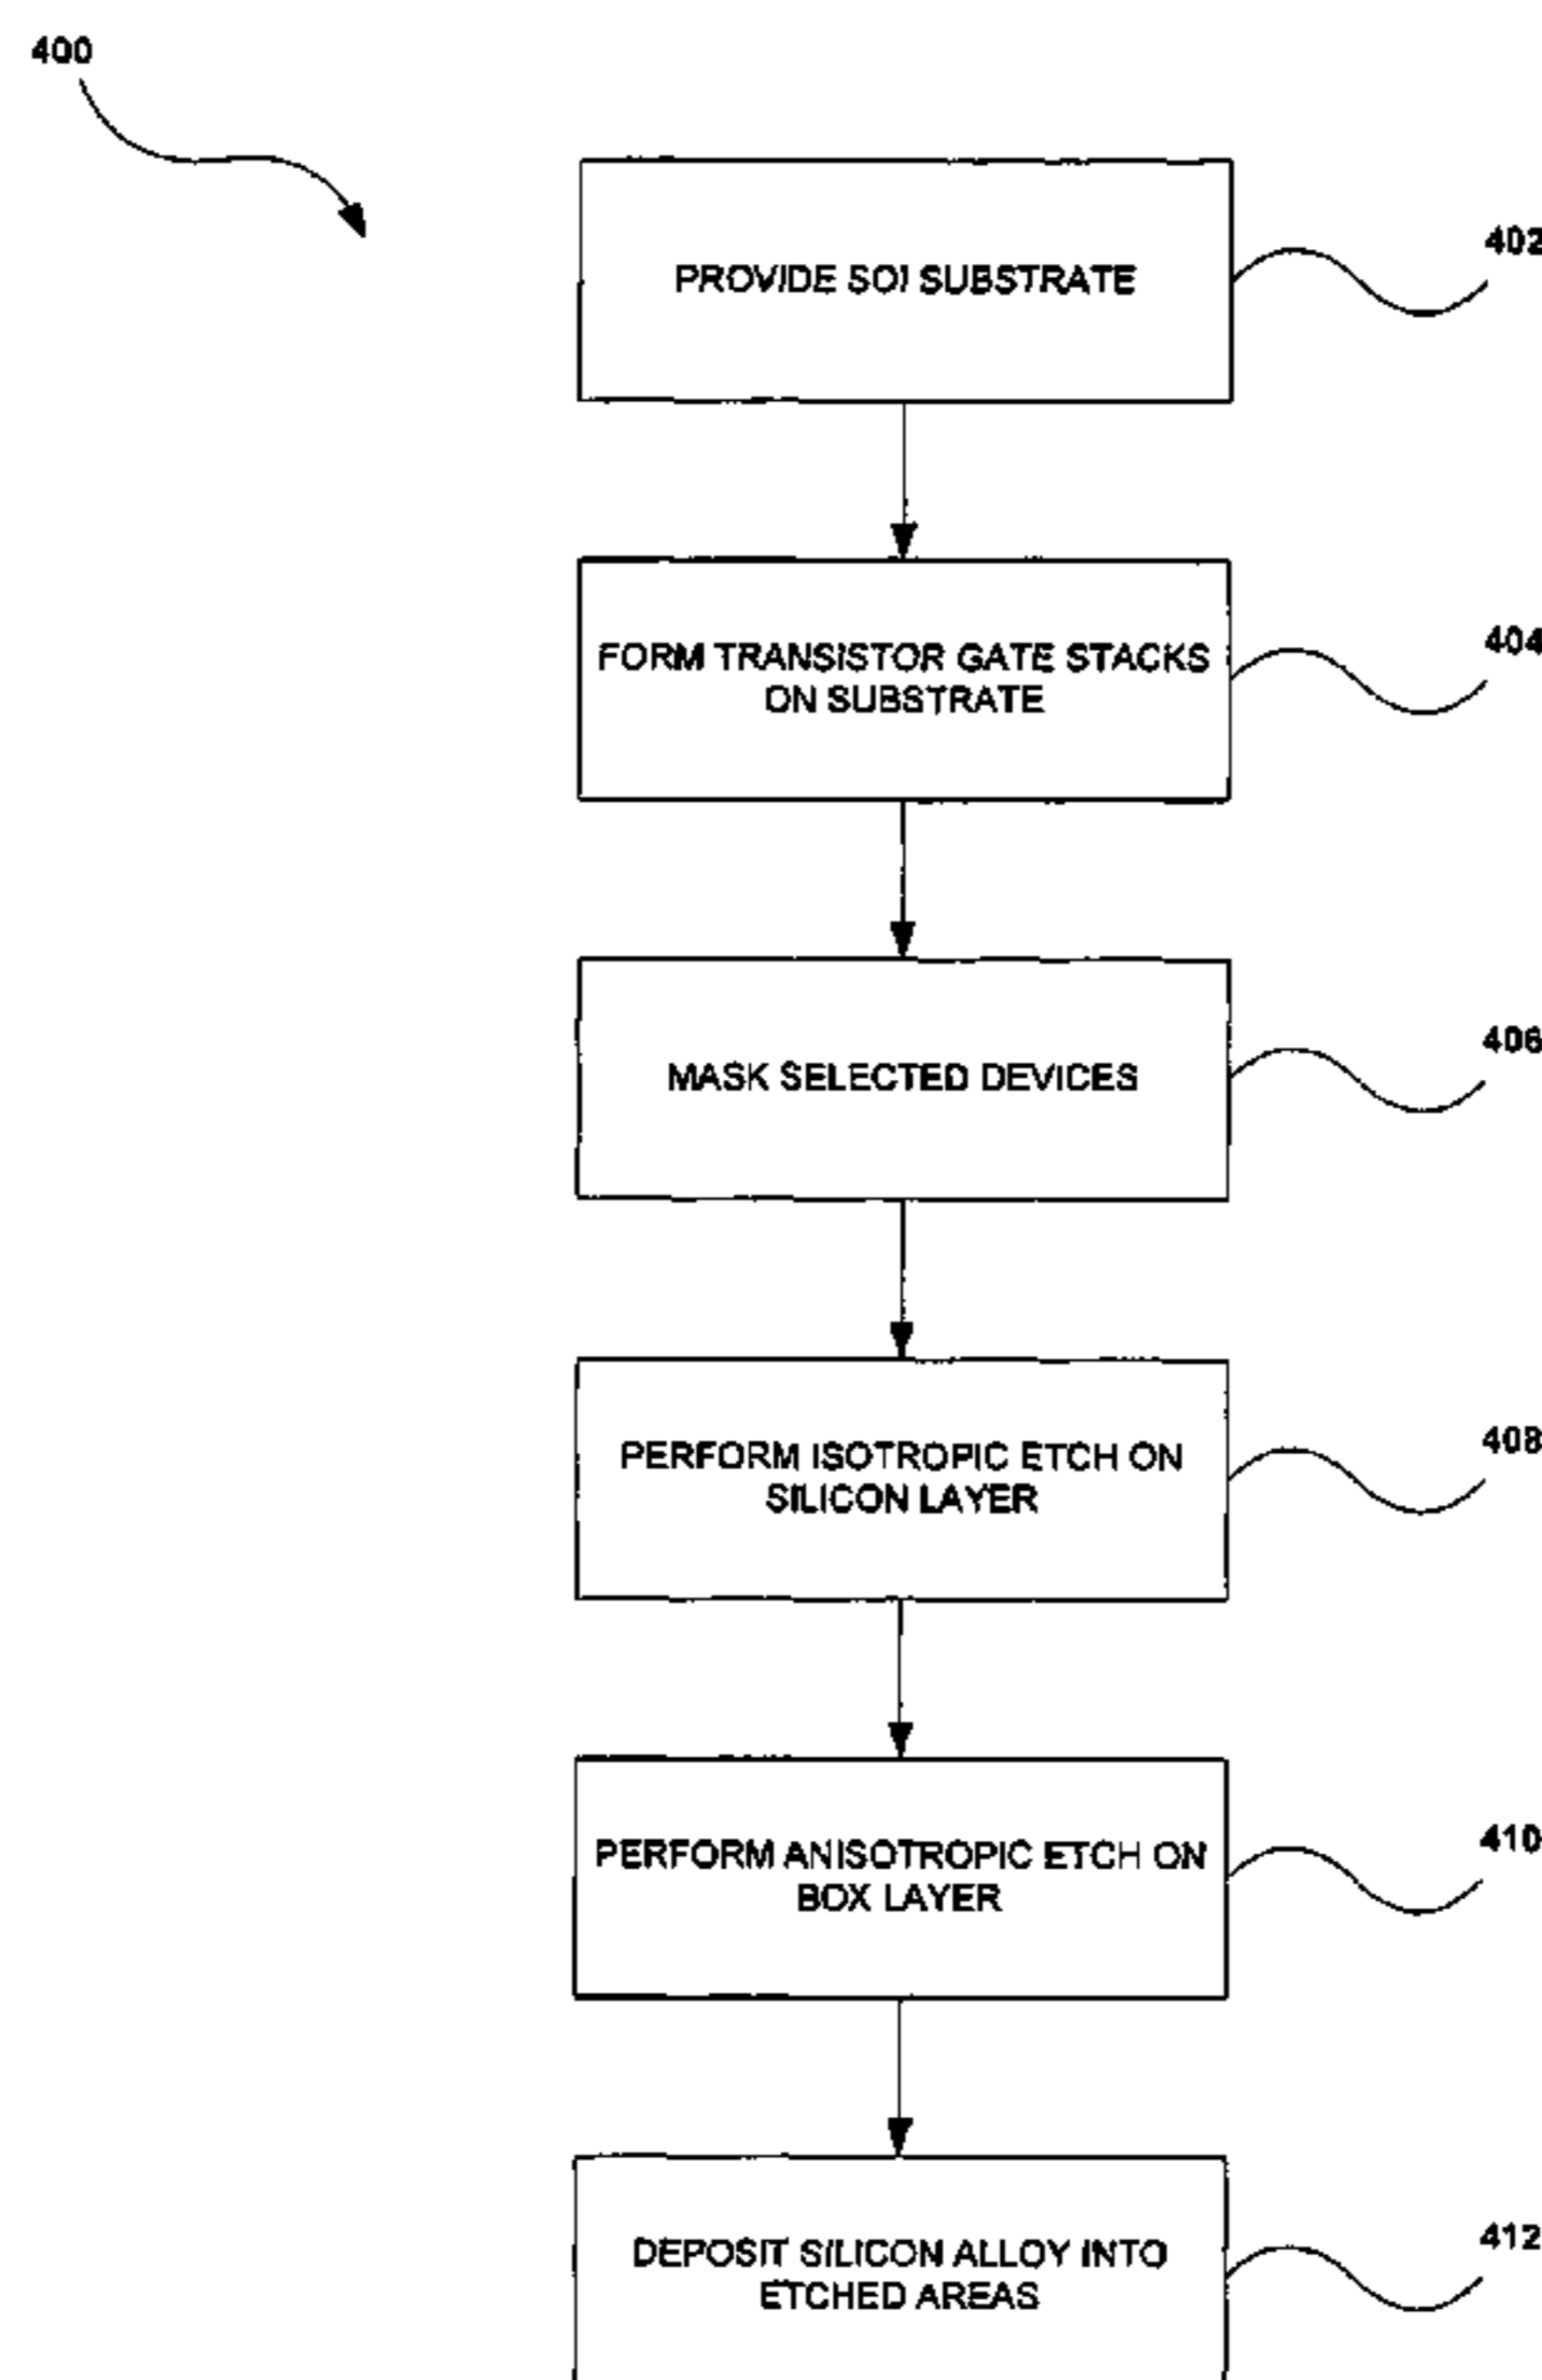 400
PROVIDE SOI SUBSTRATE
402
FORM TRANSISTOR GATE STACKS
ON SUBSTRATE
404
MASK SELECTED DEVICES
406
PERFORM ISOTROPIC ETCH ON
SILICON LAYER
408
PERFORM ANISOTROPIC ETCH ON
BOX LAYER
410
DEPOSIT SILICON ALLOY INTO
ETCHED AREAS
412